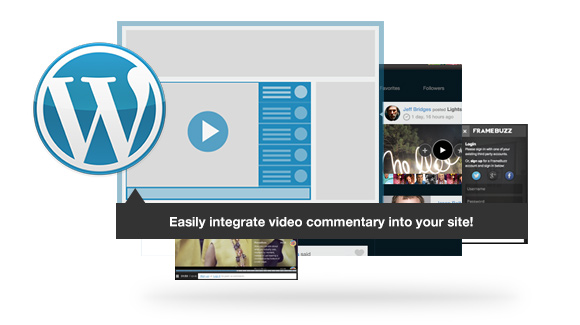 Favorites Followers
Jeff Bridges posted Lights
1 day, 18 hours ago
FRAMEBUZZ
Login
Please sign in with one of your
existing third party accounts.
Or, sign up for a FrameBuzz
account and sign in below.
Username
Password
Easily integrate video commentary into your site!
said